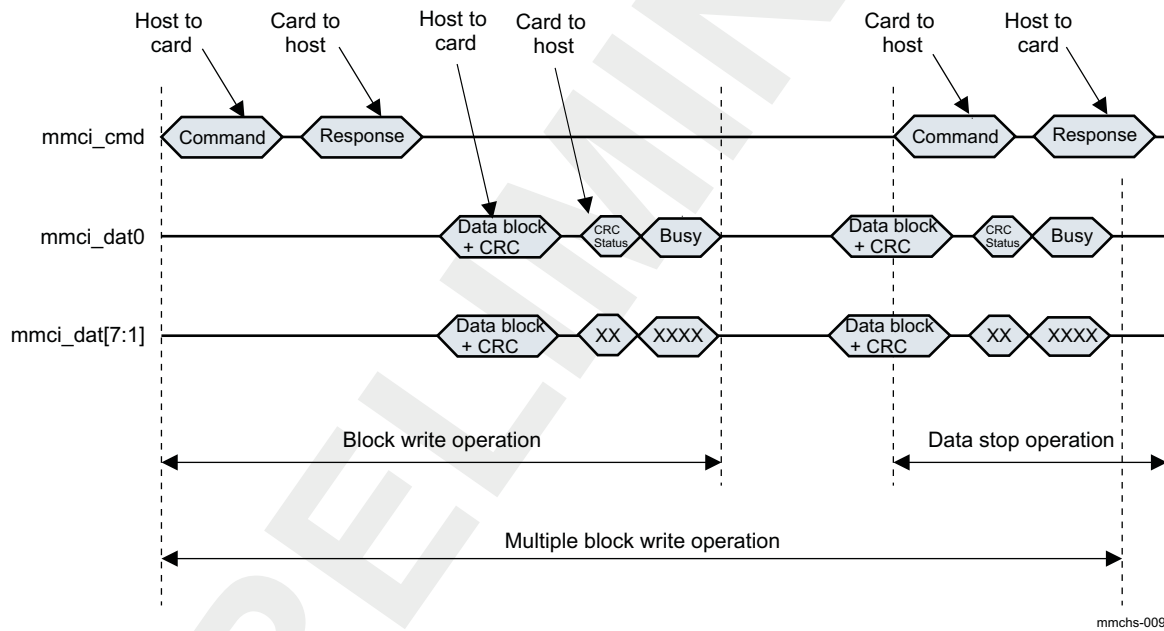 Host to
card
Card to
host
Host to
card
Card to
host
Card to
host
Host to
card
mmci_cmd
Command
Response
Command
Response
mmci_dat0
Data block
+ CRC
CRC
Status
Busy
Data block
+ CRC
CRC
Status
Busy
mmci_dat[7:1]
Data block
+ CRC
XX
XXXX
Data block
+ CRC
XX
XXXX
Block write operation
Data stop operation
Multiple block write operation
mmchs-009